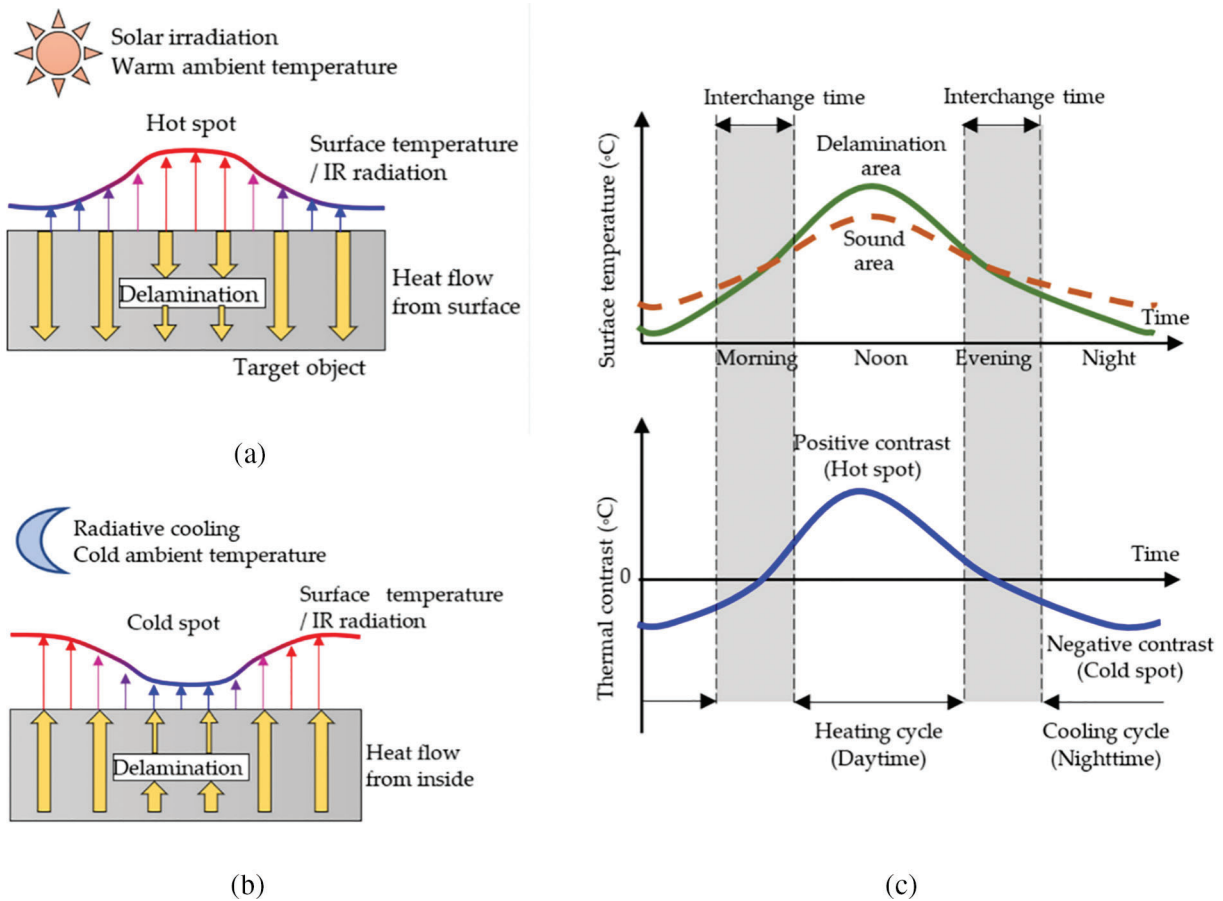 Solar irradiation
Warm ambient temperature
Hot spot
Surface temperature
/ IR radiation
Delamination
Heat flow
from surface
Target object
(a)
Radiative cooling
Cold ambient temperature
Cold spot
Surface temperature
/ IR radiation
Delamination
Heat flow
from inside
(b)
Interchange time
Interchange time
Surface temperature (°C)
Delamination
area
Sound
area
Time
Morning
Noon
Evening
Night
Thermal contrast (°C)
Positive contrast
(Hot spot)
Time
0
Negative contrast
(Cold spot)
Heating cycle
(Daytime)
Cooling cycle
(Nighttime)
(c)